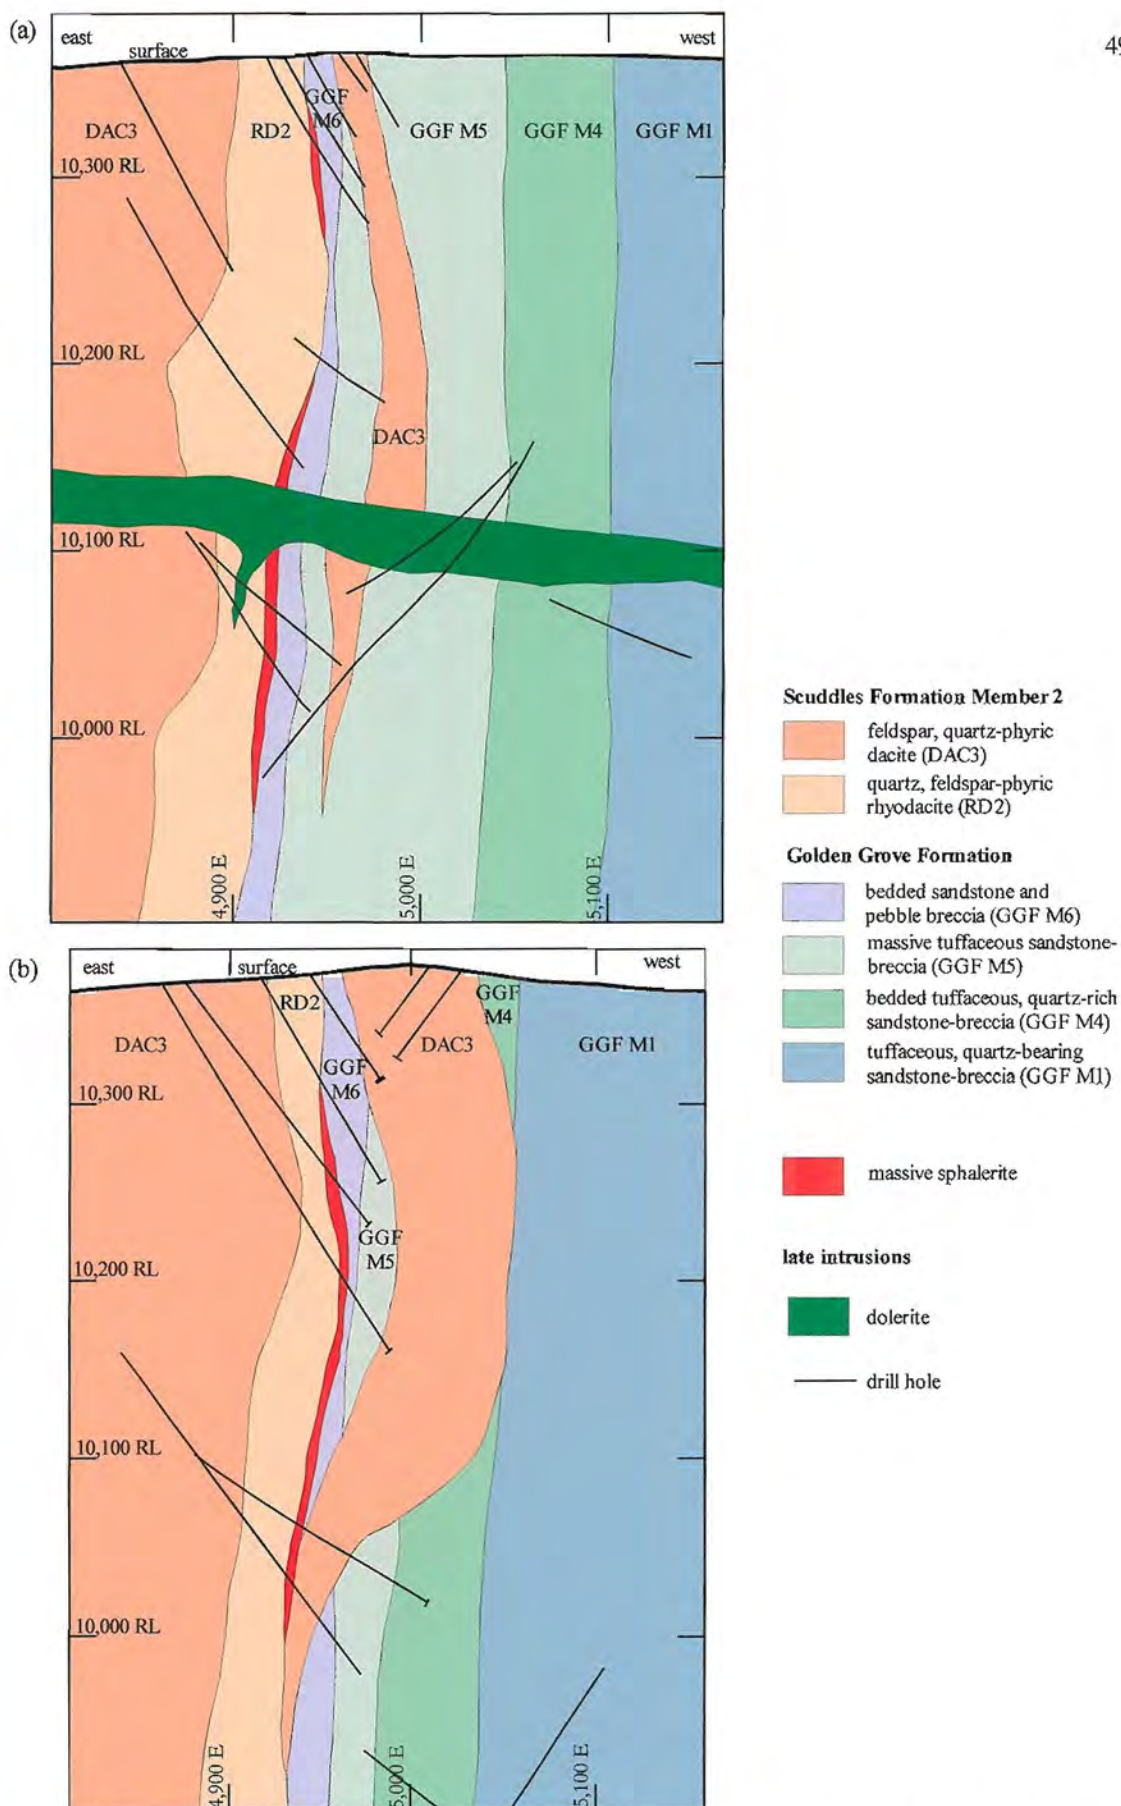 49
(a)
east
surface
west
DAC3
RD2
GGF
M6
GGF M5
GGF M4
GGF M1
10,300 RL
10,200 RL
DAC3
10,100 RL
10,000 RL
4,900 E
5,000 E
5,100 E
(b)
east
surface
west
RD2
GGF
M4
DAC3
DAC3
GGF M1
GGF
M6
10,300 RL
GGF
M5
10,200 RL
10,100 RL
10,000 RL
4,900 E
5,000 E
5,100 E
Scuddles Formation Member 2
feldspar, quartz-phyric
dacite (DAC3)
quartz, feldspar-phyric
rhyodacite (RD2)
Golden Grove Formation
bedded sandstone and
pebble breccia (GGF M6)
massive tuffaceous sandstone-
breccia (GGF M5)
bedded tuffaceous, quartz-rich
sandstone-breccia (GGF M4)
tuffaceous, quartz-bearing
sandstone-breccia (GGF M1)
massive sphalerite
late intrusions
dolerite
drill hole